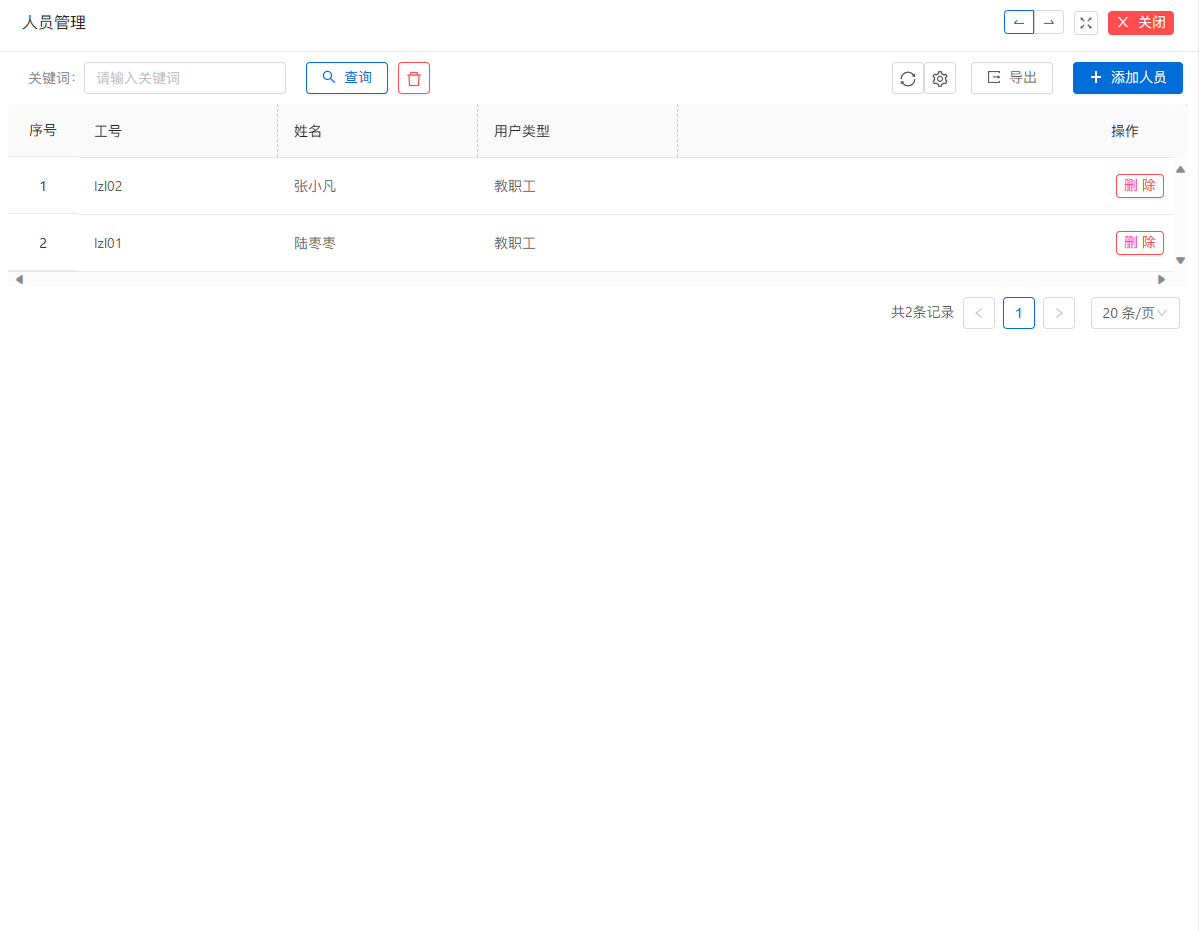 人员管理
关闭
关键词: 请输入关键词 查询 导出 添加人员
序号 工号 姓名 用户类型 操作
1 lzl02 张小凡 教职工 删 除
2 lzl01 陆枣枣 教职工 删 除
共2条记录 1 20 条/页